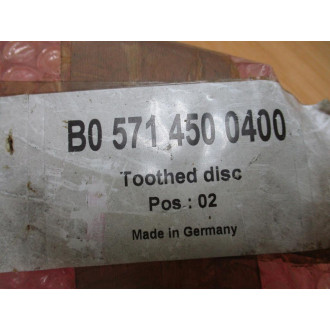 B0 571 450 0400
Toothed disc
Pos : 02
Made in Germany